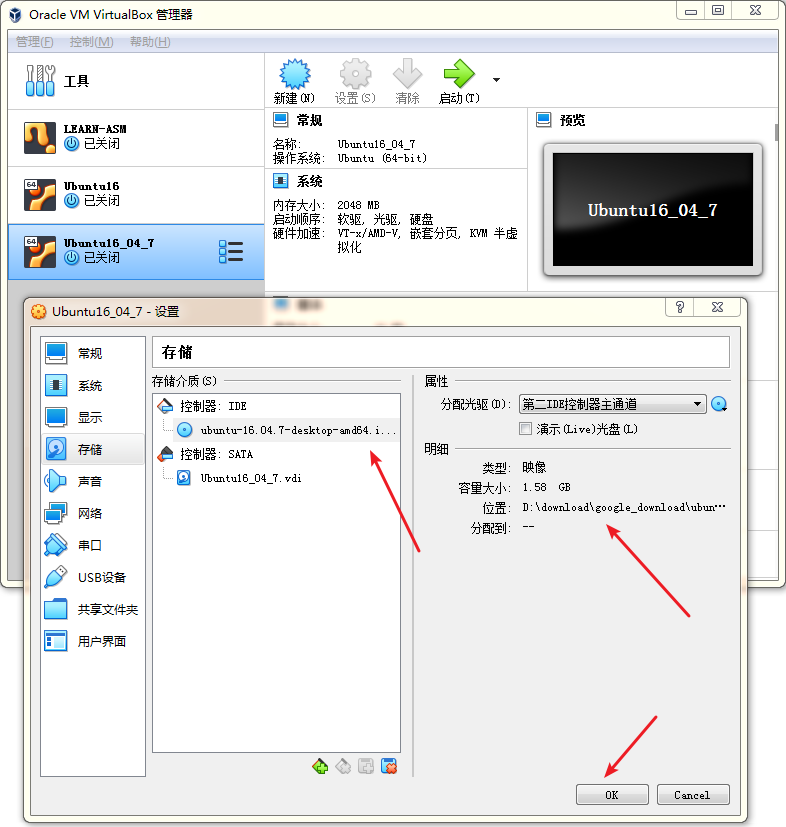 Oracle VM VirtualBox 管理器
管理(F) 控制(M) 帮助(H)
工具
新建(N) 设置(S) 清除 启动(T)
LEARN-ASM
已关闭
64
Ubuntu16
已关闭
64
Ubuntu16_04_7
已关闭
常规
名称: Ubuntu16_04_7
操作系统: Ubuntu (64-bit)
系统
内存大小: 2048 MB
启动顺序: 软驱, 光驱, 硬盘
硬件加速: VT-x/AMD-V, 嵌套分页, KVM 半虚
拟化
预览
Ubuntu16_04_7
Ubuntu16_04_7 - 设置
常规
系统
显示
存储
声音
网络
串口
USB设备
共享文件夹
用户界面
存储
存储介质(S)
控制器: IDE
ubuntu-16.04.7-desktop-amd64.i...
控制器: SATA
Ubuntu16_04_7.vdi
属性
分配光驱(D): 第二IDE控制器主通道
演示(Live)光盘(L)
明细
类型: 映像
容量大小: 1.58 GB
位置: D:\download\google_download\ubun...
分配到: --
OK Cancel